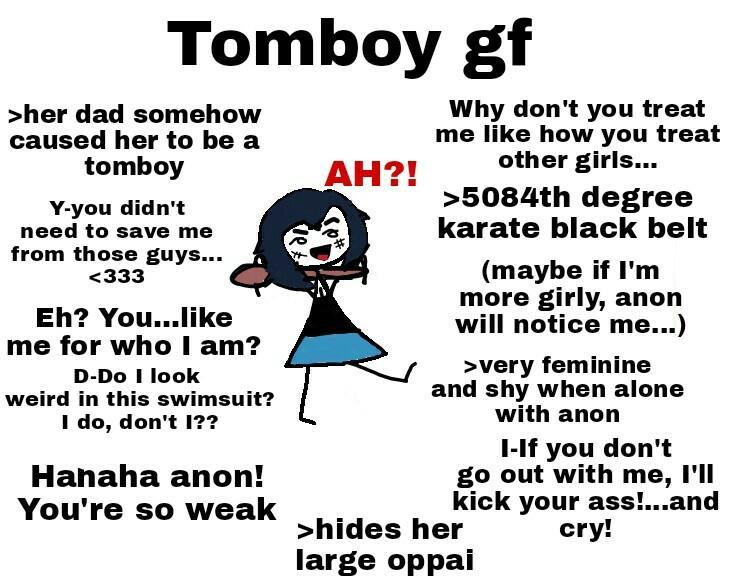 Tomboy gf
>her dad somehow
caused her to be a
tomboy
Y-you didn't
need to save me
from those guys...
<333
Eh? You...like
me for who I am?
D-Do I look
weird in this swimsuit?
I do, don't I??
Hahaha anon!
You're so weak
AH?!
>hides her
large oppai
Why don't you treat
me like how you treat
other girls...
>5084th degree
karate black belt
(maybe if I'm
more girly, anon
will notice me...)
>very feminine
and shy when alone
with anon
I-If you don't
go out with me, I'll
kick your ass!...and
cry!